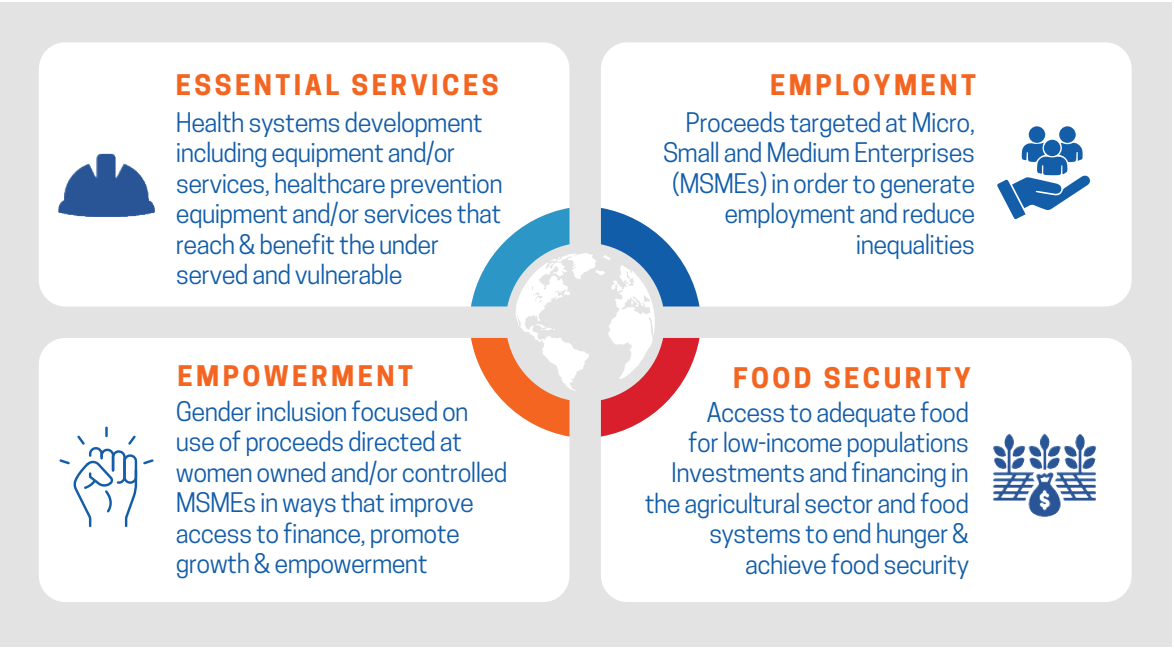 ESSENTIAL SERVICES
Health systems development
including equipment and/or
services, healthcare prevention
equipment and/or services that
reach & benefit the under
served and vulnerable
EMPLOYMENT
Proceeds targeted at Micro,
Small and Medium Enterprises
(MSMEs) in order to generate
employment and reduce
inequalities
EMPOWERMENT
Gender inclusion focused on
use of proceeds directed at
women owned and/or controlled
MSMEs in ways that improve
access to finance, promote
growth & empowerment
FOOD SECURITY
Access to adequate food
for low-income populations
Investments and financing in
the agricultural sector and food
systems to end hunger &
achieve food security
$